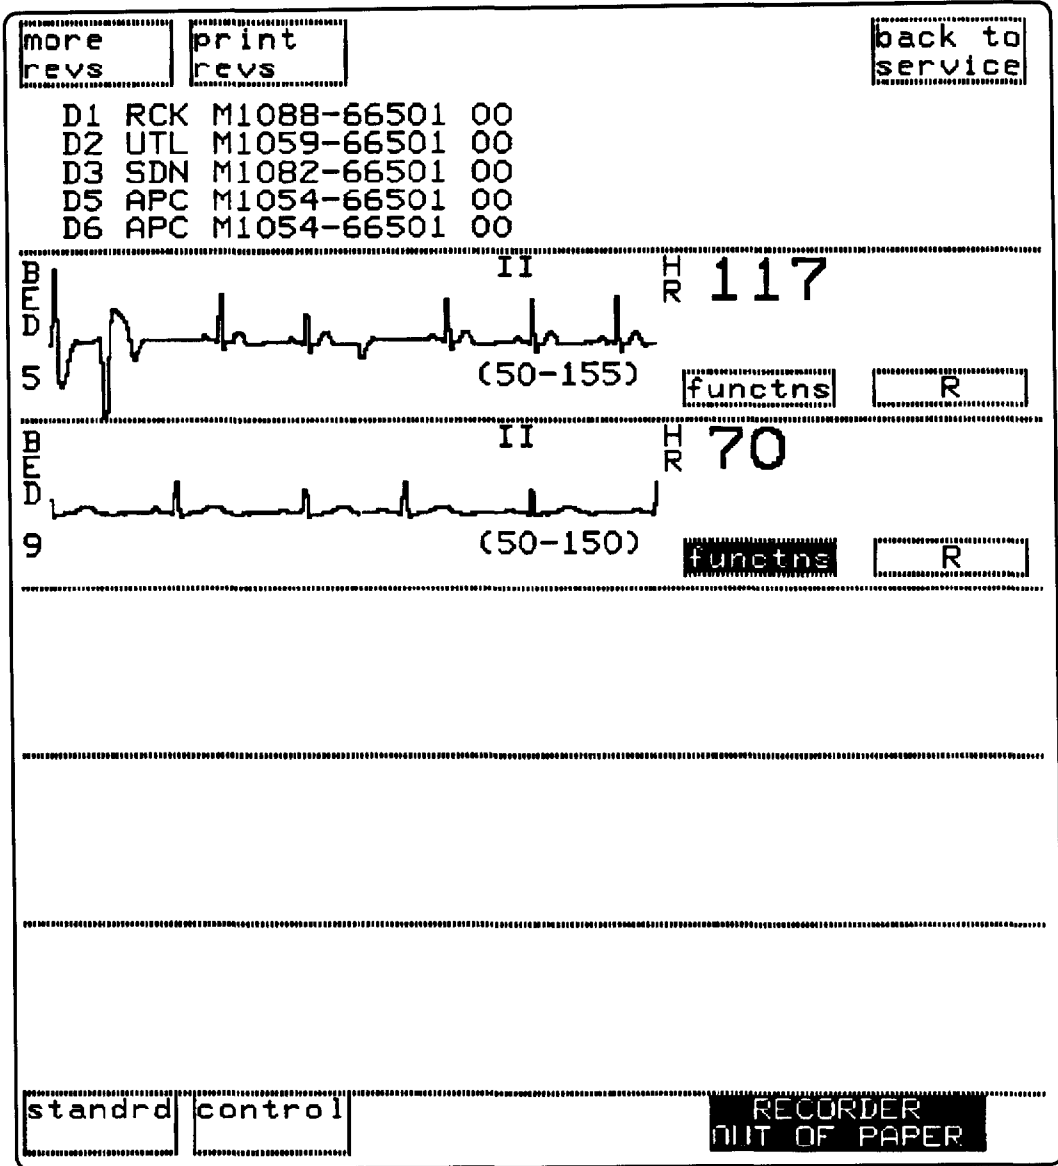 more revs
print revs
back to service
D1 RCK M1088-66501 00
D2 UTL M1059-66501 00
D3 SDN M1082-66501 00
D5 APC M1054-66501 00
D6 APC M1054-66501 00
BED 5
II
HR 117
(50-155)
functns
R
BED 9
II
HR 70
(50-150)
functns
R
standrd
control
RECORDER
OUT OF PAPER